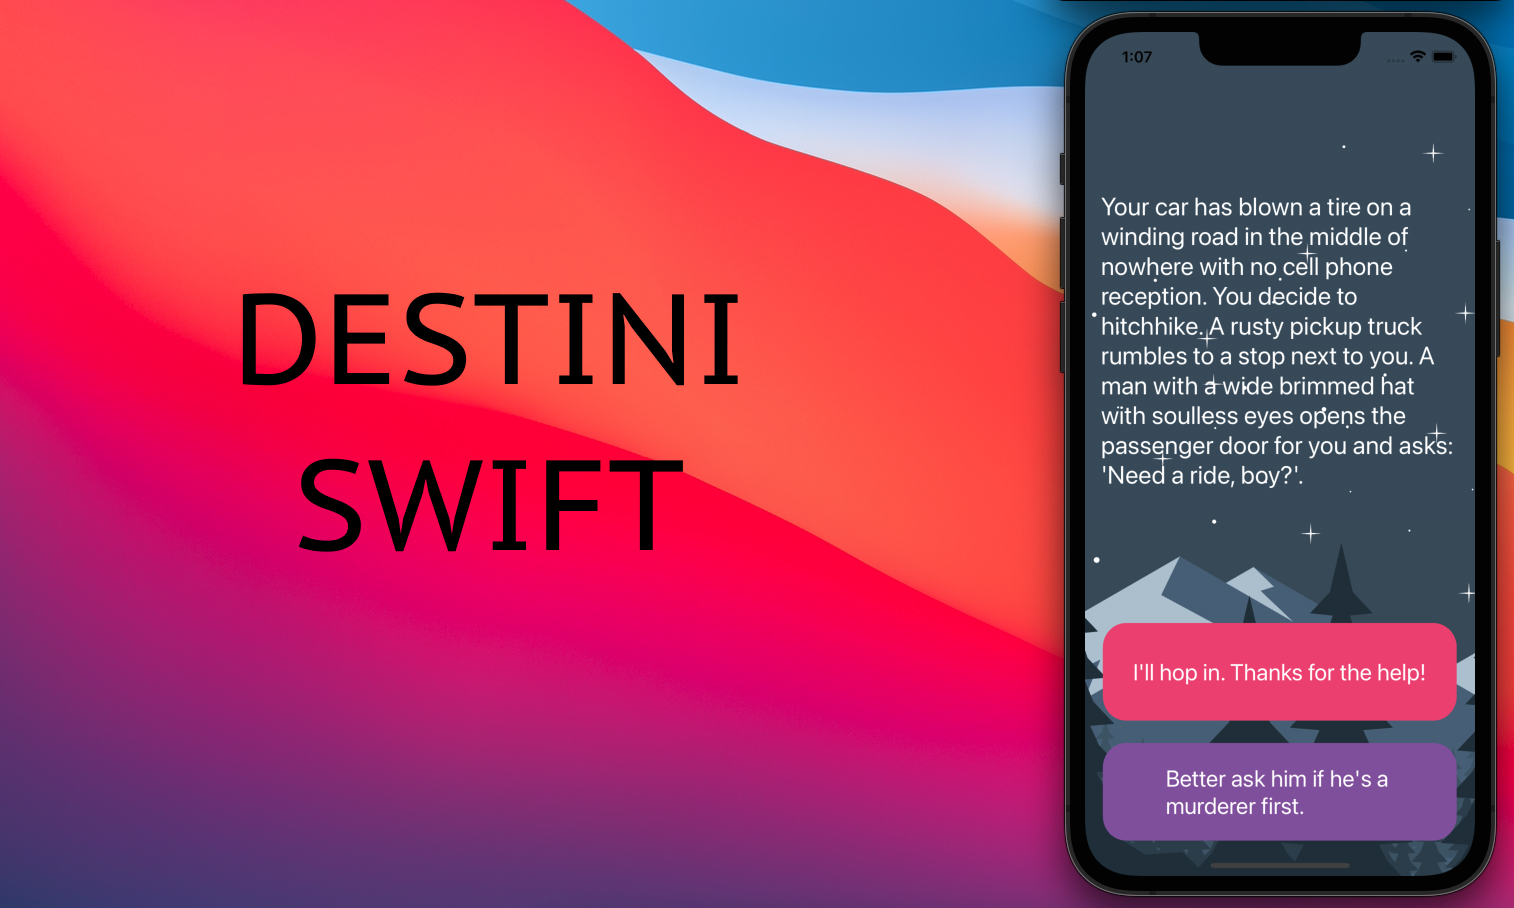 DESTINI
SWIFT
1:07
Your car has blown a tire on a
winding road in the middle of
nowhere with no cell phone
reception. You decide to
hitchhike. A rusty pickup truck
rumbles to a stop next to you. A
man with a wide brimmed hat
with soulless eyes opens the
passenger door for you and asks:
'Need a ride, boy?'.
I'll hop in. Thanks for the help!
Better ask him if he's a
murderer first.